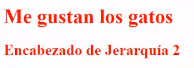 Me gustan los gatos
Encabezado de Jerarquía 2